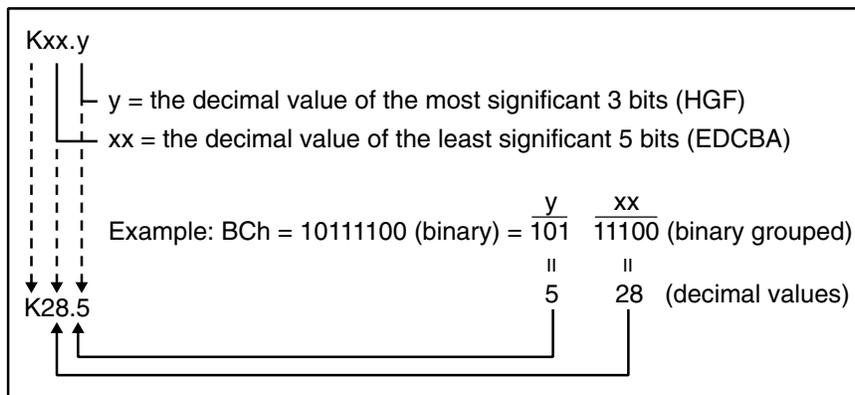 Kxx.y
y = the decimal value of the most significant 3 bits (HGF)
xx = the decimal value of the least significant 5 bits (EDCBA)
y xx
Example: BCh = 10111100 (binary) = 101 11100 (binary grouped)
= =
5 28 (decimal values)
K28.5